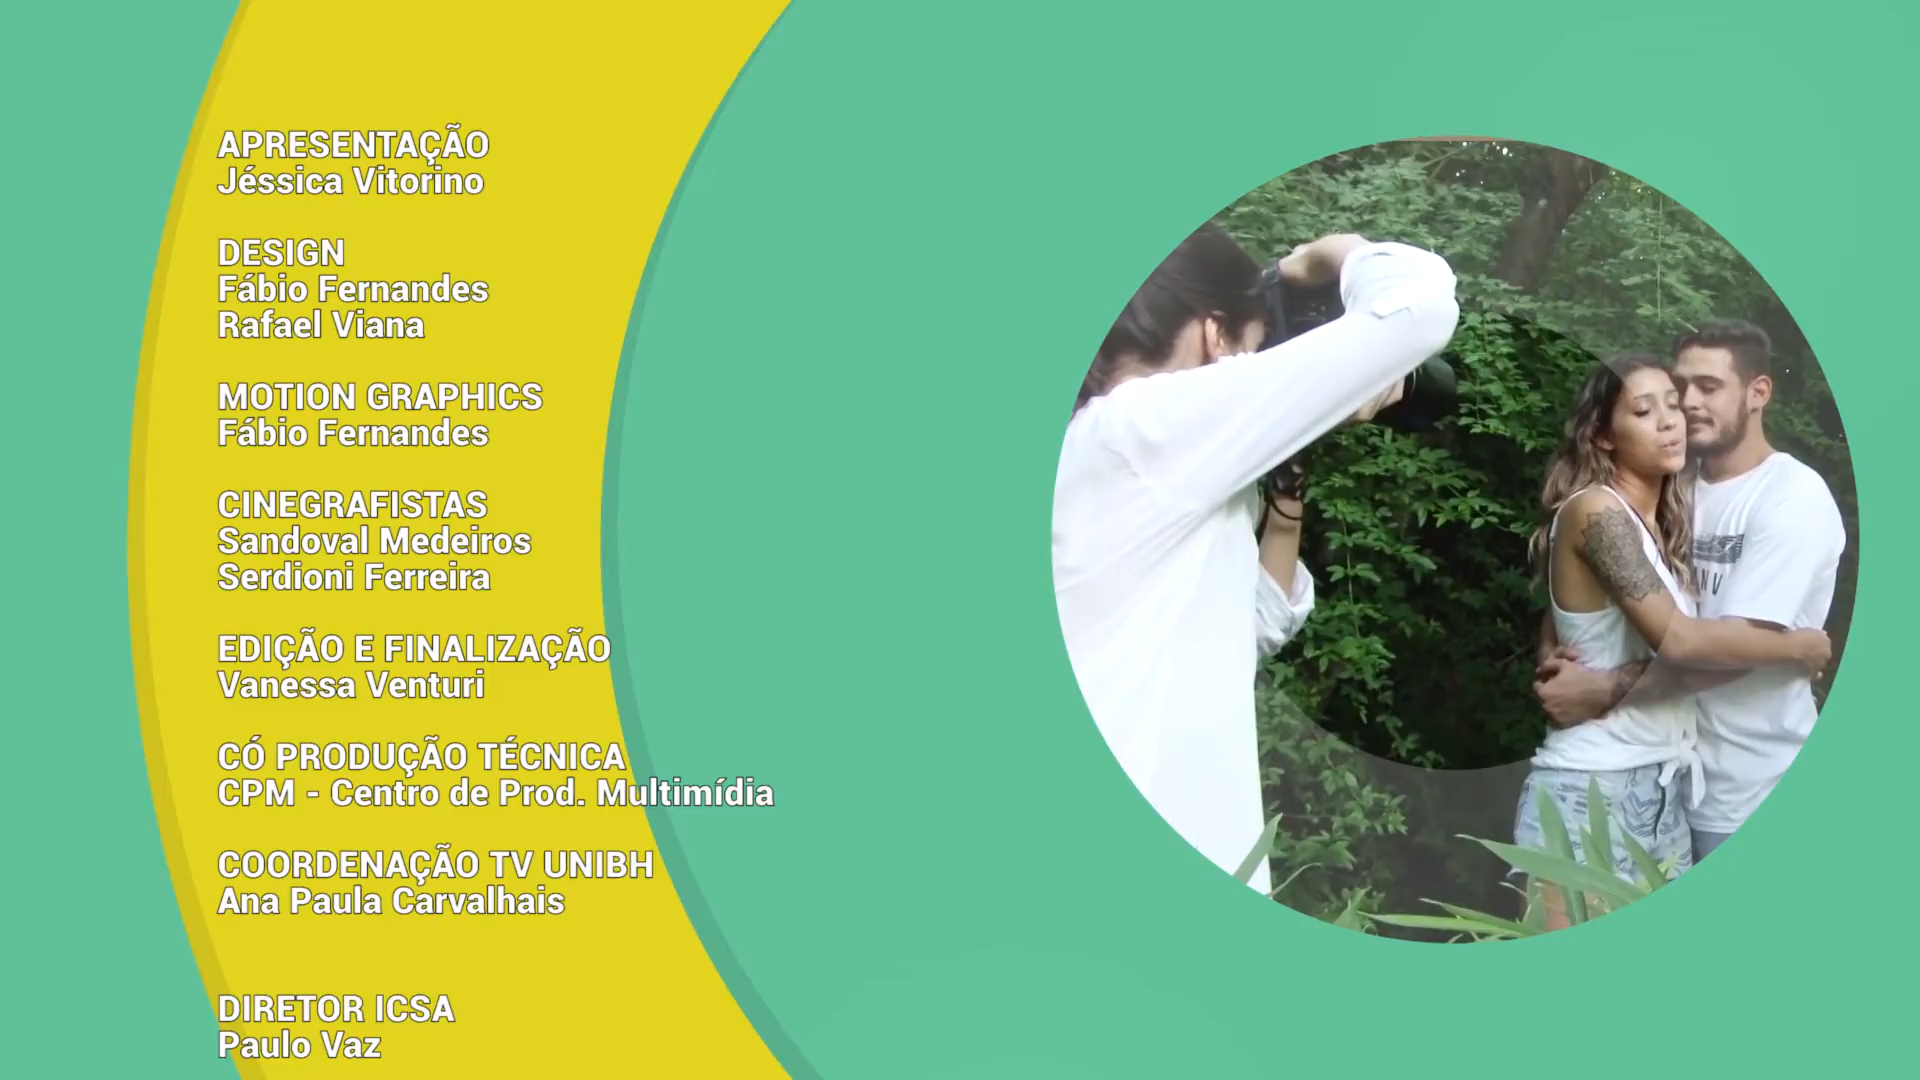 APRESENTAÇÃO
Jéssica Vitorino
DESIGN
Fábio Fernandes
Rafael Viana
MOTION GRAPHICS
Fábio Fernandes
CINEGRAFISTAS
Sandoval Medeiros
Serdioni Ferreira
EDIÇÃO E FINALIZAÇÃO
Vanessa Venturi
CÓ PRODUÇÃO TÉCNICA
CPM - Centro de Prod. Multimídia
COORDENAÇÃO TV UNIBH
Ana Paula Carvalhais
DIRETOR ICSA
Paulo Vaz